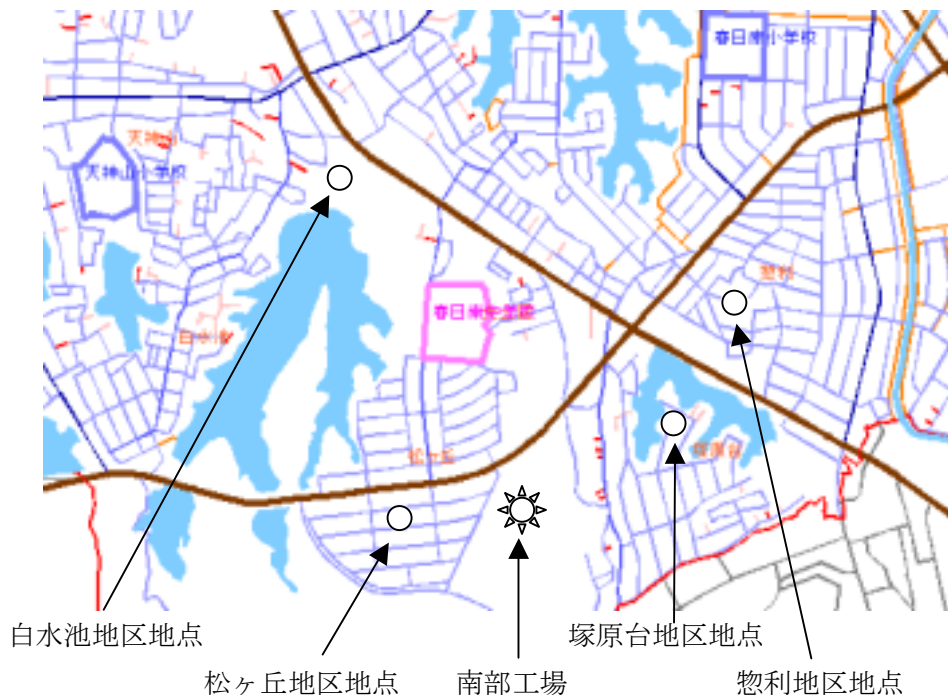 春日南小学校
天神山
天神山小学校
惣利
春日南中学校
白水池
松ヶ丘
塚原台
白水池地区地点
塚原台地区地点
松ヶ丘地区地点
南部工場
惣利地区地点